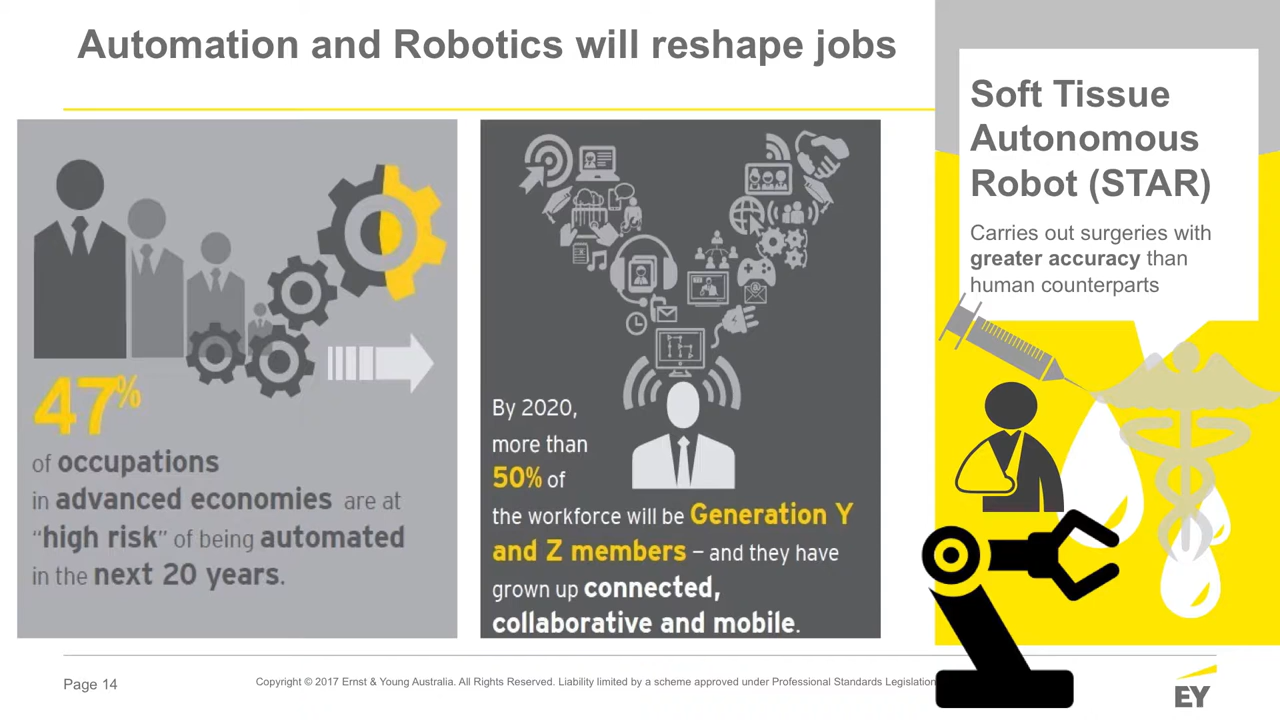 Automation and Robotics will reshape jobs
47%
of occupations
in advanced economies are at
“high risk” of being automated
in the next 20 years.
By 2020,
more than
50% of
the workforce will be Generation Y
and Z members – and they have
grown up connected,
collaborative and mobile.
Soft Tissue
Autonomous
Robot (STAR)
Carries out surgeries with
greater accuracy than
human counterparts
Page 14
Copyright © 2017 Ernst & Young Australia. All Rights Reserved. Liability limited by a scheme approved under Professional Standards Legislation
EY